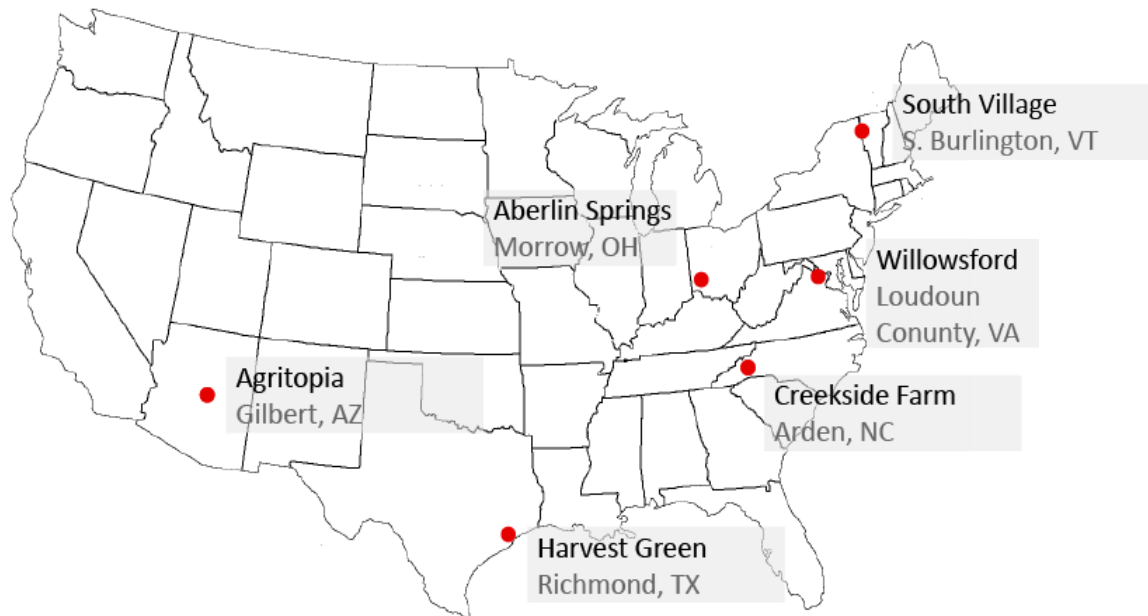 South Village
S. Burlington, VT
Aberlin Springs
Morrow, OH
Willowsford
Loudoun
Conunty, VA
Agritopia
Gilbert, AZ
Creekside Farm
Arden, NC
Harvest Green
Richmond, TX